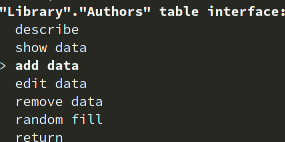 "Library"."Authors" table interface:
describe
show data
> add data
edit data
remove data
random fill
return